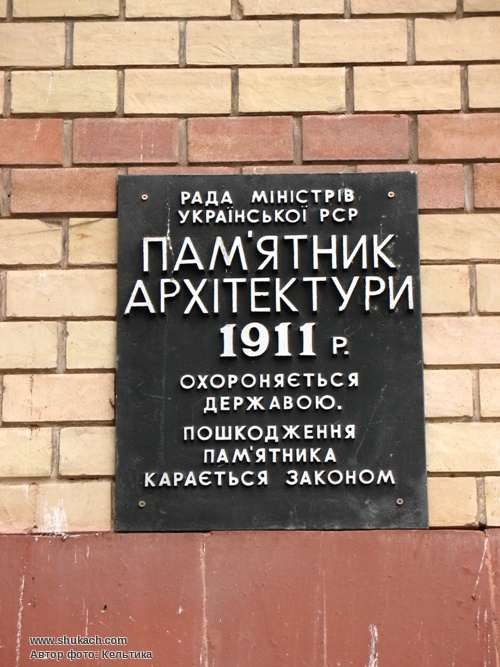 РАДА МІНІСТРІВ
УКРАЇНСЬКОЇ РСР
ПАМ'ЯТНИК
АРХІТЕКТУРИ
1911 Р.
ОХОРОНЯЄТЬСЯ
ДЕРЖАВОЮ.
ПОШКОДЖЕННЯ
ПАМ'ЯТНИКА
КАРАЄТЬСЯ ЗАКОНОМ
www.shukach.com
Автор фото: Кельтика